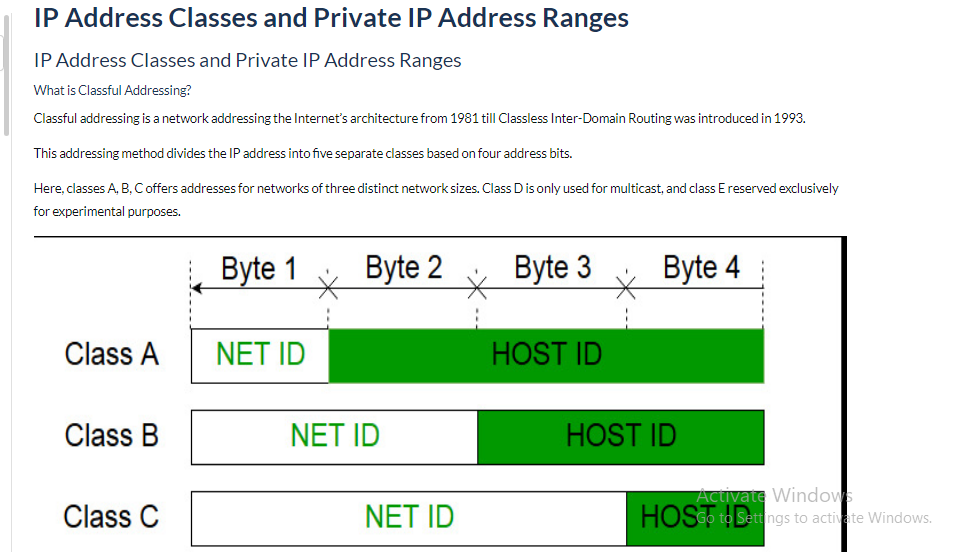 IP Address Classes and Private IP Address Ranges
IP Address Classes and Private IP Address Ranges
What is Classful Addressing?
Classful addressing is a network addressing the Internet's architecture from 1981 till Classless Inter-Domain Routing was introduced in 1993.
This addressing method divides the IP address into five separate classes based on four address bits.
Here, classes A, B, C offers addresses for networks of three distinct network sizes. Class D is only used for multicast, and class E reserved exclusively
for experimental purposes.
Byte 1 Byte 2 Byte 3 Byte 4
Class A NET ID HOST ID
Class B NET ID HOST ID
Class C NET ID HOST ID
Activate Windows
Go to Settings to activate Windows.